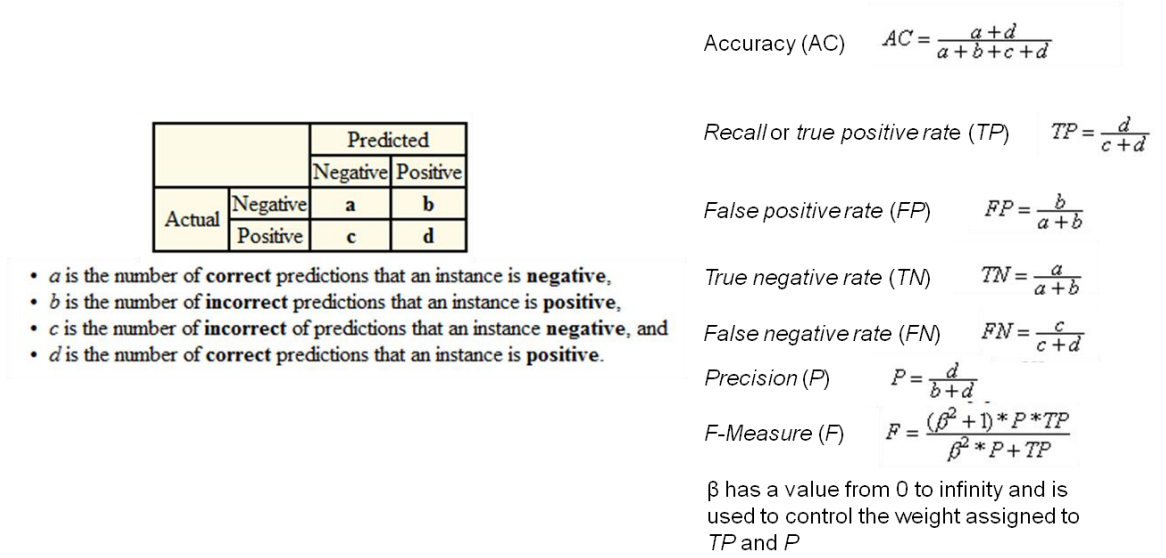 Predicted
Negative Positive
Actual Negative a b
Positive c d
• a is the number of correct predictions that an instance is negative,
• b is the number of incorrect predictions that an instance is positive,
• c is the number of incorrect of predictions that an instance negative, and
• d is the number of correct predictions that an instance is positive.
Accuracy (AC) AC = a+d / a+b+c+d
Recall or true positive rate (TP) TP = d / c+d
False positive rate (FP) FP = b / a+b
True negative rate (TN) TN = a / a+b
False negative rate (FN) FN = c / c+d
Precision (P) P = d / b+d
F-Measure (F) F = (β²+1)*P*TP / β²*P+TP
β has a value from 0 to infinity and is
used to control the weight assigned to
TP and P